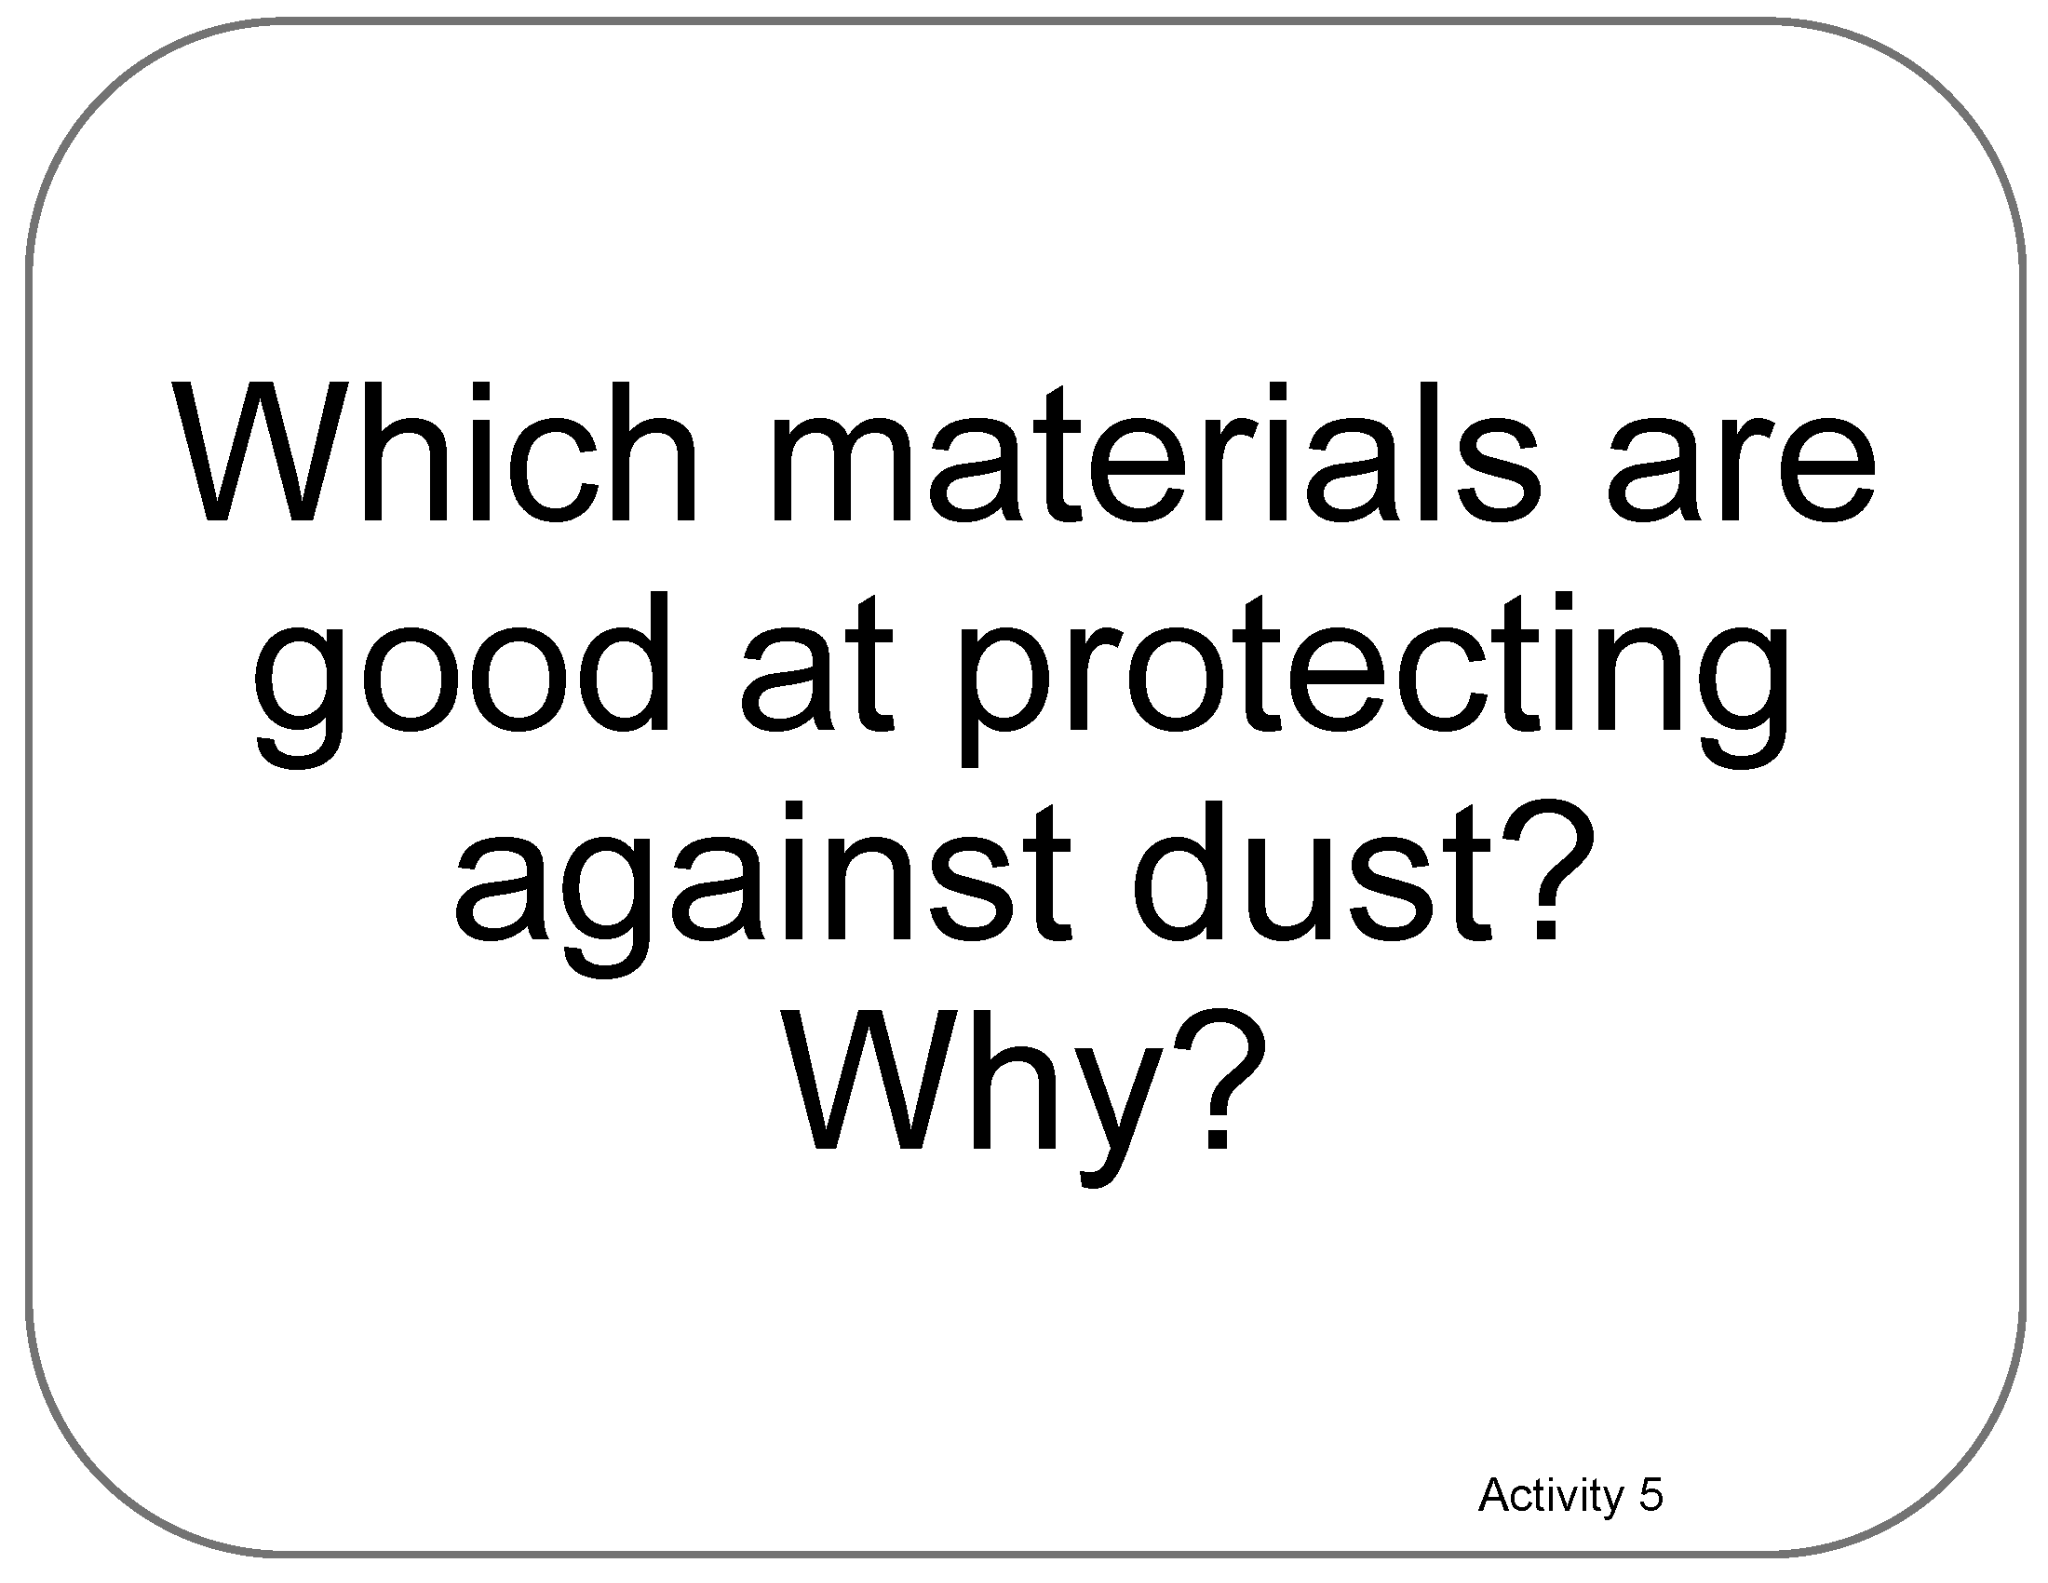 Which materials are
good at protecting
against dust?
Why?
Activity 5